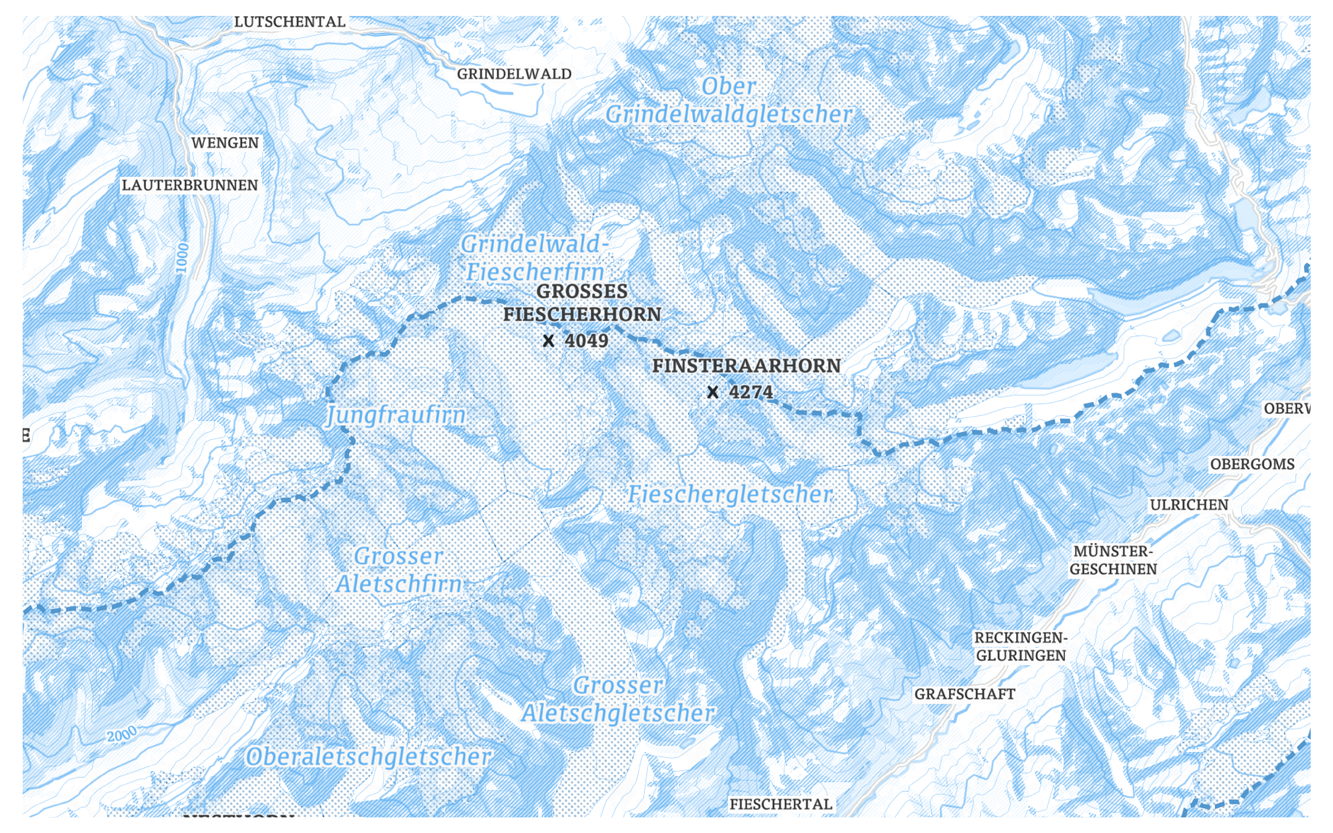 LUTSCHENTAL
GRINDELWALD
Ober
Grindelwaldgletscher
WENGEN
LAUTERBRUNNEN
1000
Grindelwald-
Fiescherfirn
GROSSES
FIESCHERHORN
X 4049
FINSTERAARHORN
X 4274
Jungfraufirn
E
OBERW
OBERGOMS
Fieschergletscher
ULRICHEN
MÜNSTER-
GESCHINEN
Grosser
Aletschfirn
RECKINGEN-
GLURINGEN
Grosser
Aletschgletscher
GRAFSCHAFT
2000
Oberaletschgletscher
FIESCHERTAL